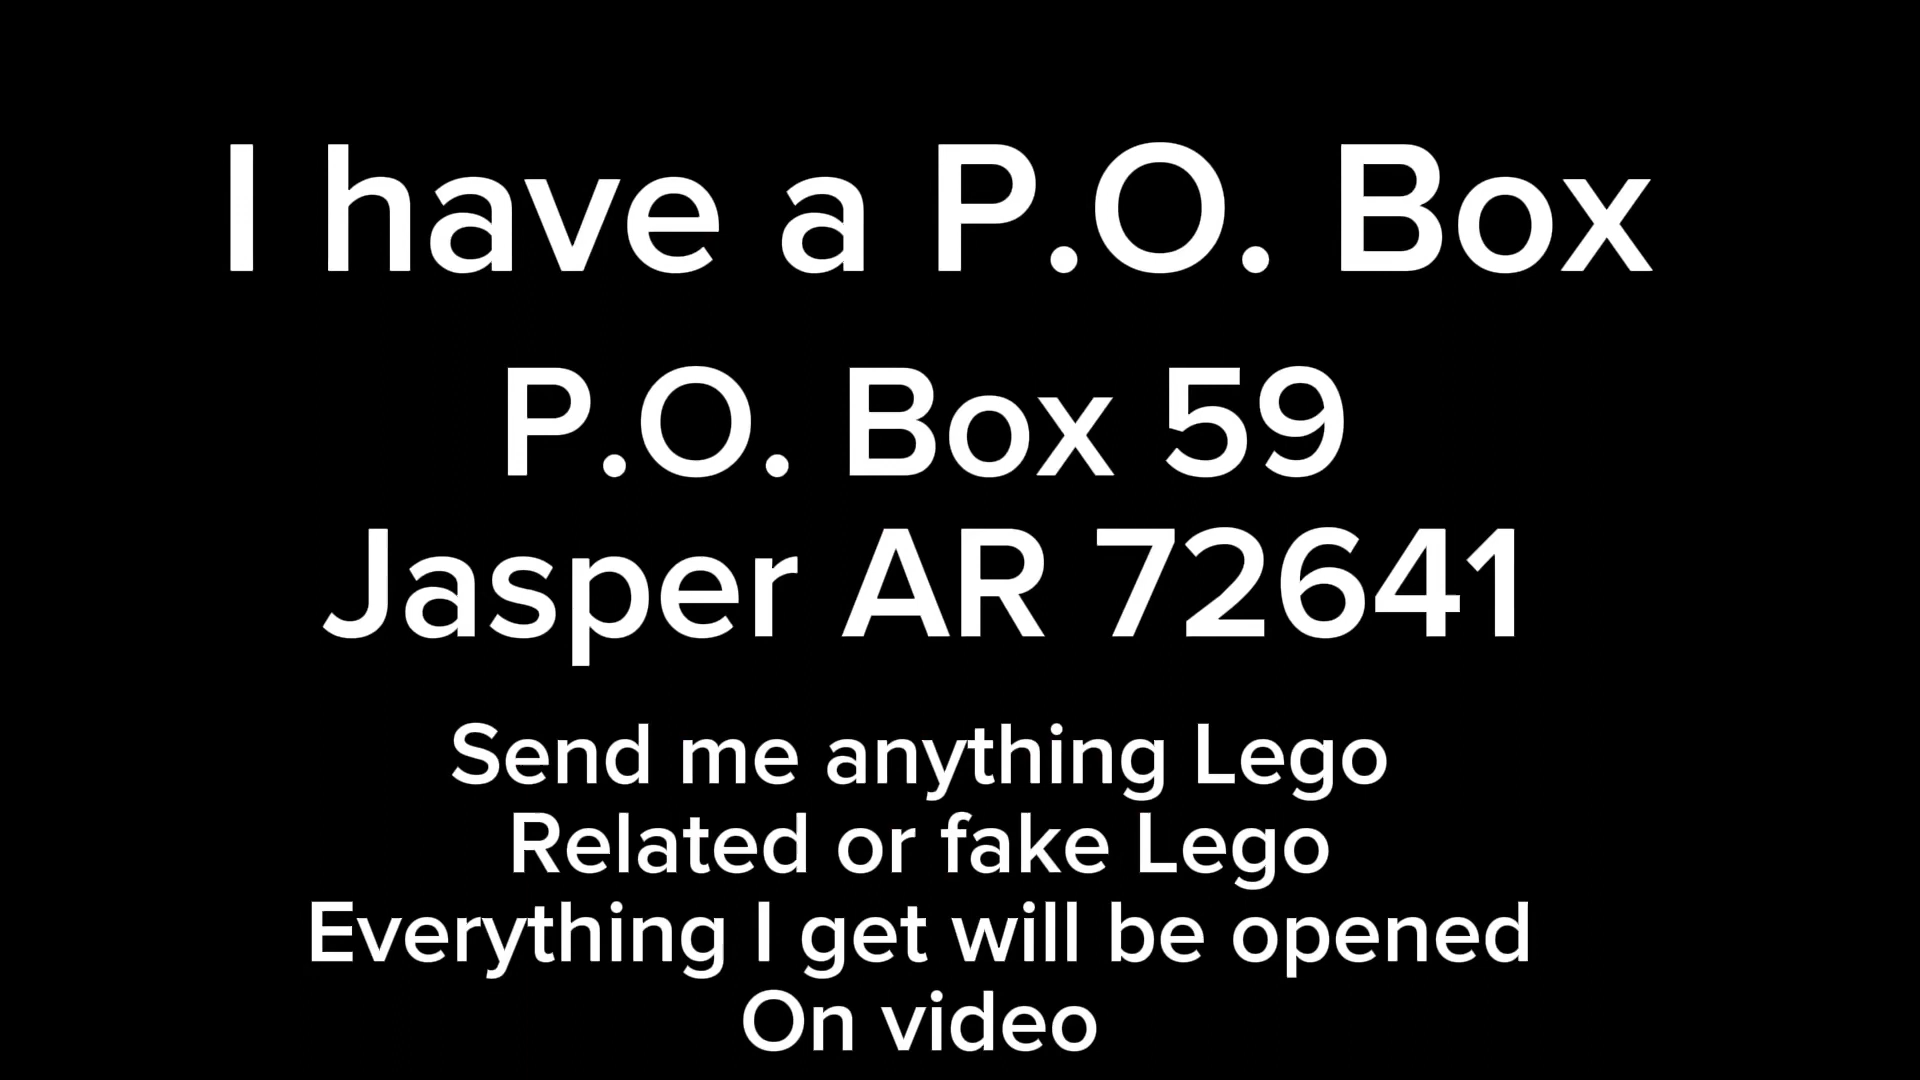 I have a P.O. Box
P.O. Box 59
Jasper AR 72641
Send me anything Lego
Related or fake Lego
Everything I get will be opened
On video